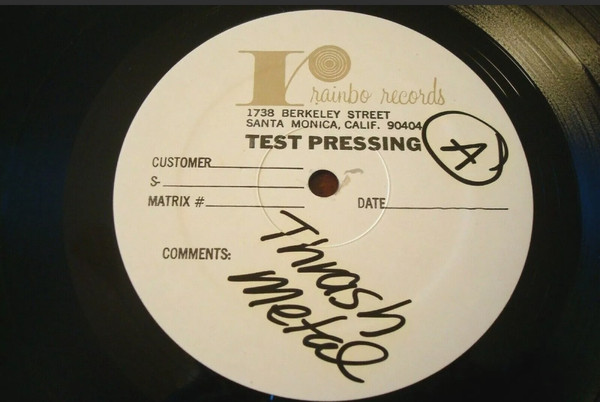 r
rainbo records
1738 BERKELEY STREET
SANTA MONICA, CALIF. 90404
TEST PRESSING
A
CUSTOMER
S-
MATRIX #
DATE
COMMENTS:
Thrash
Metal